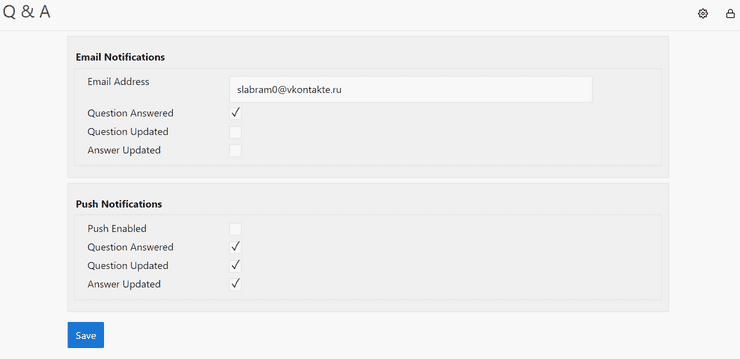 Q & A
Email Notifications
Email Address
slabram0@vkontakte.ru
Question Answered
Question Updated
Answer Updated
Push Notifications
Push Enabled
Question Answered
Question Updated
Answer Updated
Save